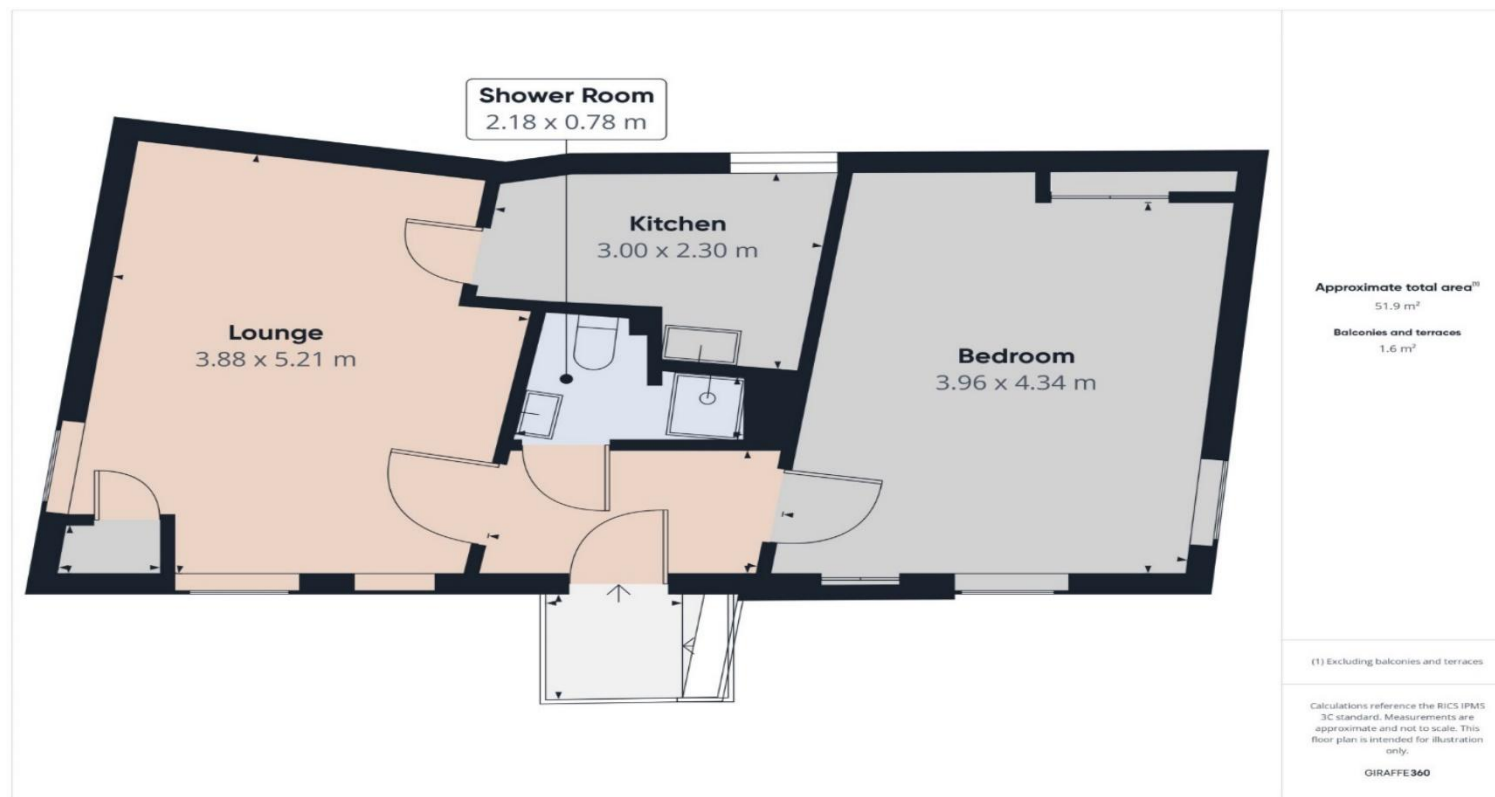 Shower Room
2.18 x 0.78 m
Kitchen
3.00 x 2.30 m
Lounge
3.88 x 5.21 m
Bedroom
3.96 x 4.34 m
Approximate total area(1)
51.9 m²
Balconies and terraces
1.6 m²
(1) Excluding balconies and terraces
Calculations reference the RICS IPMS
3C standard. Measurements are
approximate and not to scale. This
floor plan is intended for illustration
only.
GIRAFFE360